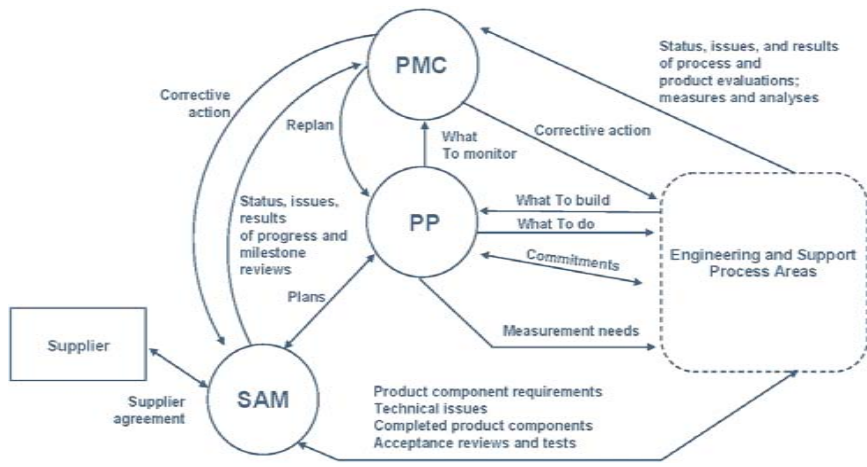 PMC
Status, issues, and results
of process and
product evaluations;
measures and analyses
Corrective
action
Replan
What
To monitor
Corrective action
Status, issues,
results
of progress and
milestone
reviews
PP
What To build
What To do
Commitments
Engineering and Support
Process Areas
Plans
Measurement needs
Supplier
Supplier
agreement
SAM
Product component requirements
Technical issues
Completed product components
Acceptance reviews and tests